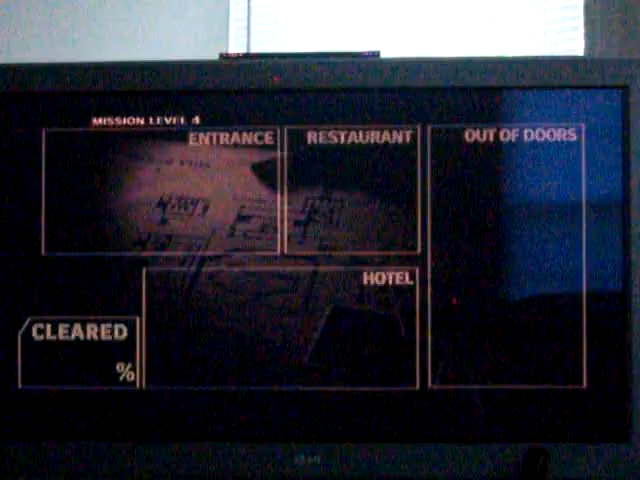 MISSION LEVEL 4
ENTRANCE
RESTAURANT
OUT OF DOORS
HOTEL
CLEARED
%